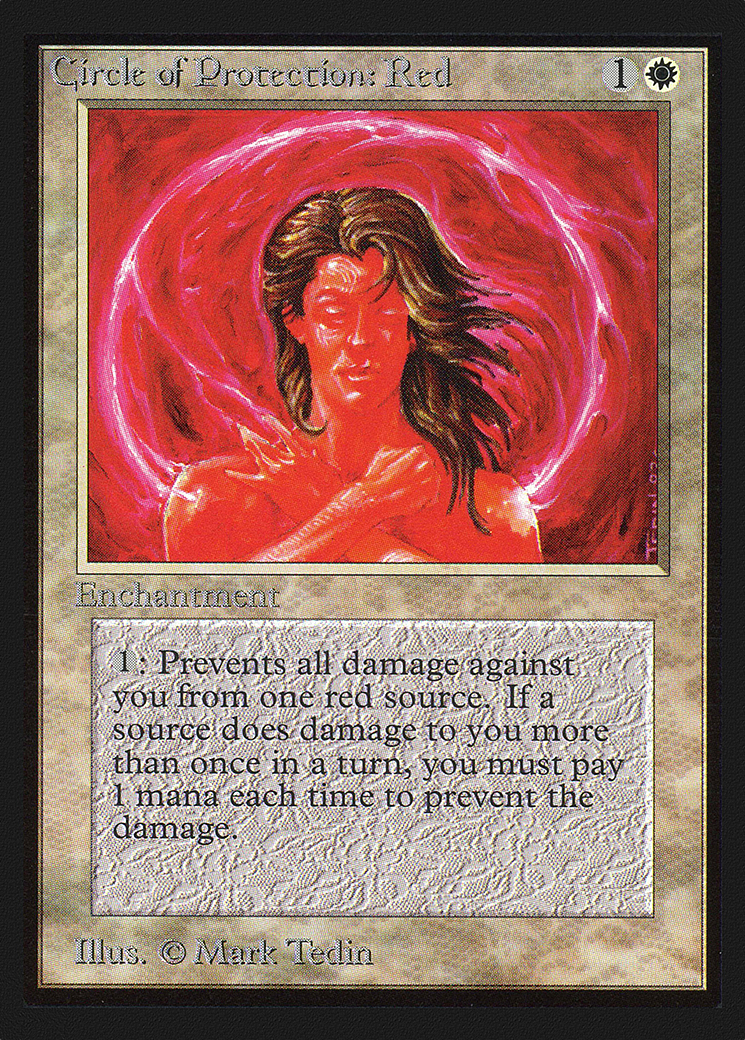 Circle of Protection: Red 1
Enchantment
1: Prevents all damage against
you from one red source. If a
source does damage to you more
than once in a turn, you must pay
1 mana each time to prevent the
damage.
Illus. © Mark Tedin